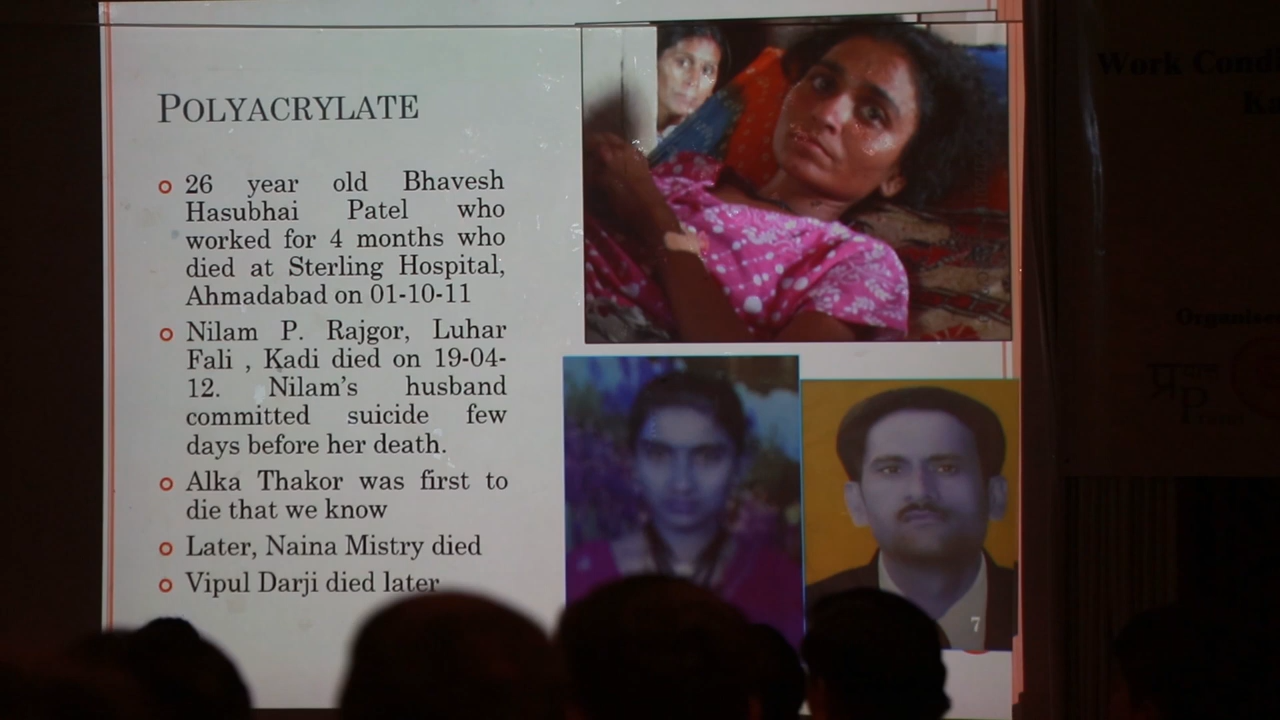 POLYACRYLATE
26 year old Bhavesh
Hasubhai Patel who
worked for 4 months who
died at Sterling Hospital,
Ahmadabad on 01-10-11
Nilam P. Rajgor, Luhar
Fali , Kadi died on 19-04-
12. Nilam's husband
committed suicide few
days before her death.
Alka Thakor was first to
die that we know
Later, Naina Mistry died
Vipul Darji died later
7
Work